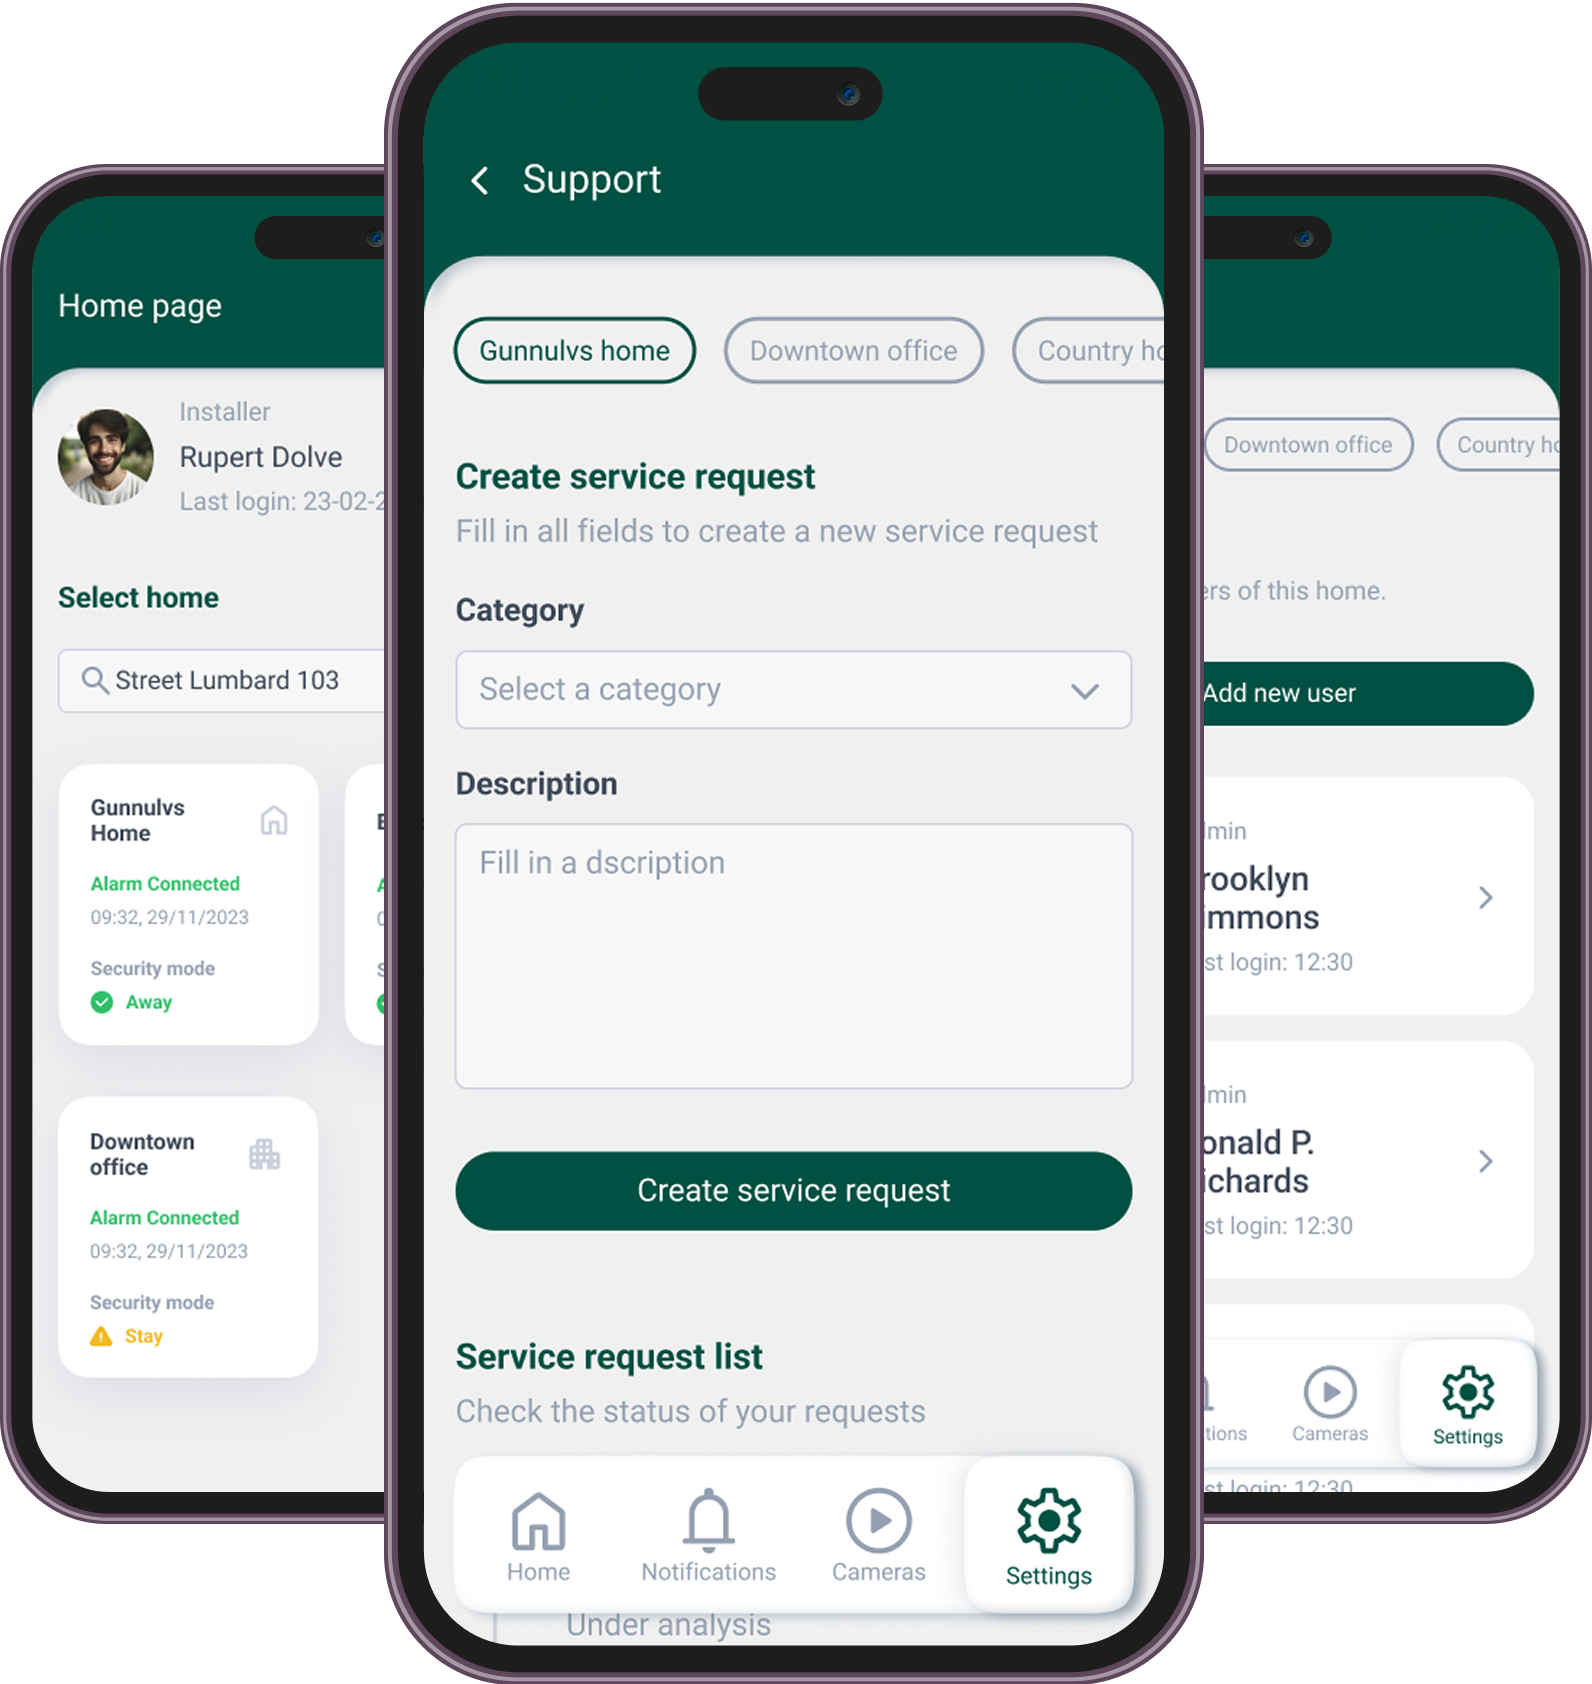 Home page
Installer
Rupert Dolve
Last login: 23-02-2
Select home
Street Lumbard 103
Gunnulvs
Home
Alarm Connected
09:32, 29/11/2023
Security mode
Away
Downtown
office
Alarm Connected
09:32, 29/11/2023
Security mode
Stay
Support
Gunnulvs home
Downtown office
Country ho
Create service request
Fill in all fields to create a new service request
Category
Select a category
Description
Fill in a dscription
Create service request
Service request list
Check the status of your requests
Home
Notifications
Cameras
Settings
Under analysis
Downtown office
Country ho
ers of this home.
Add new user
dmin
rooklyn
immons
st login: 12:30
dmin
onald P.
ichards
st login: 12:30
tions
Cameras
Settings
st login: 12:30